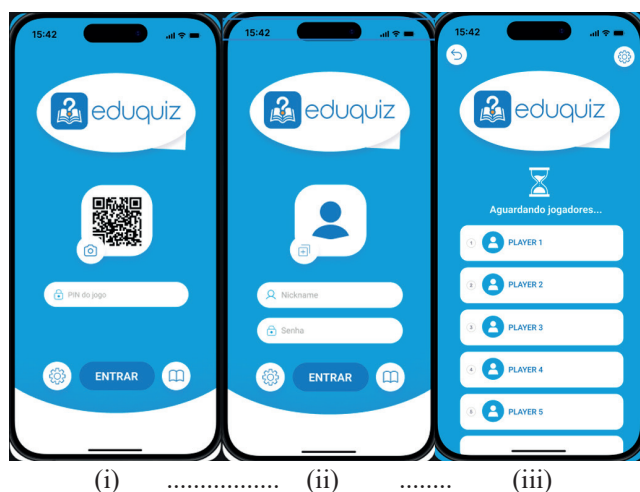 15:42
eduquiz
PIN do jogo
ENTRAR
15:42
eduquiz
Nickname
Senha
ENTRAR
15:42
eduquiz
Aguardando jogadores...
1 PLAYER 1
2 PLAYER 2
3 PLAYER 3
4 PLAYER 4
5 PLAYER 5
(i) ................. (ii) ........ (iii)